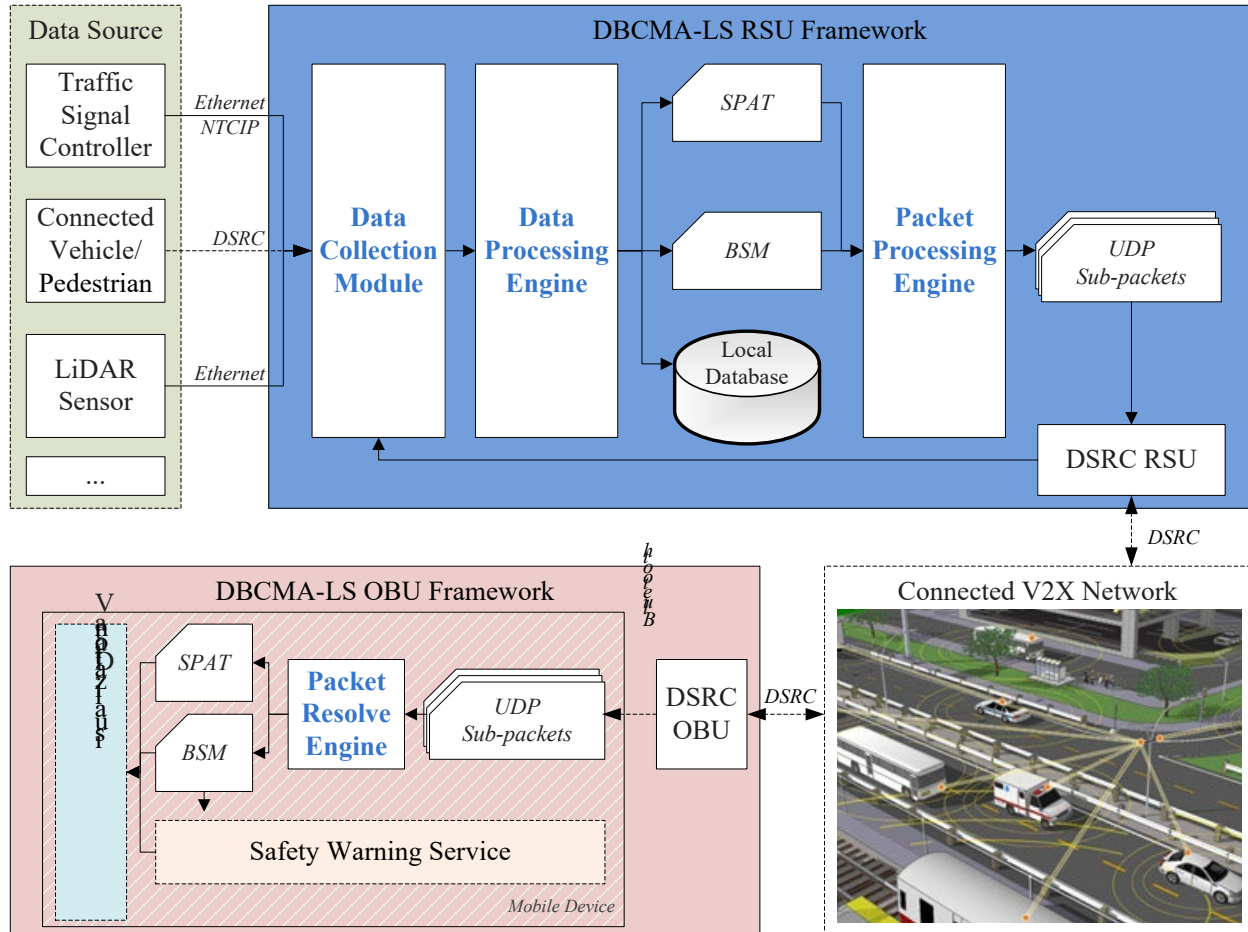 Data Source
Traffic
Signal
Controller
Connected
Vehicle/
Pedestrian
LiDAR
Sensor
...
Ethernet
NTCIP
DSRC
Ethernet
DBCMA-LS RSU Framework
Data
Collection
Module
Data
Processing
Engine
SPAT
BSM
Local
Database
Packet
Processing
Engine
UDP
Sub-packets
DSRC RSU
DSRC
DBCMA-LS OBU Framework
SPAT
BSM
Packet
Resolve
Engine
UDP
Sub-packets
Safety Warning Service
Mobile Device
DSRC
OBU
DSRC
Connected V2X Network